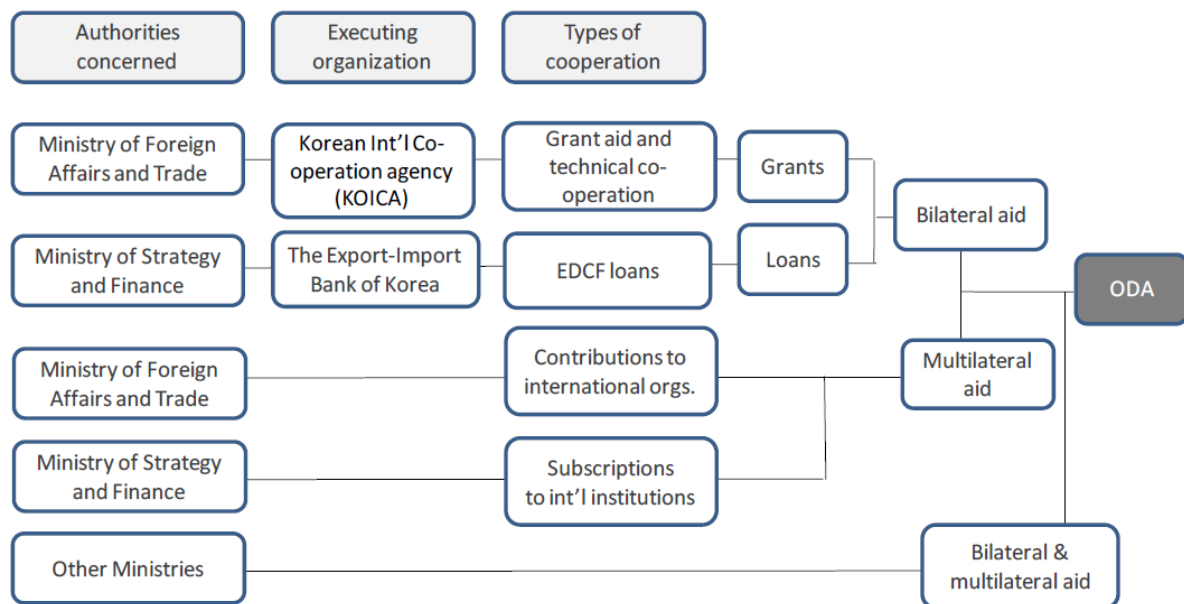 Authorities
concerned
Executing
organization
Types of
cooperation
Ministry of Foreign
Affairs and Trade
Korean Int'l Co-
operation agency
(KOICA)
Grant aid and
technical co-
operation
Grants
Bilateral aid
Ministry of Strategy
and Finance
The Export-Import
Bank of Korea
EDCF loans
Loans
ODA
Ministry of Foreign
Affairs and Trade
Contributions to
international orgs.
Multilateral
aid
Ministry of Strategy
and Finance
Subscriptions
to int'l institutions
Other Ministries
Bilateral &
multilateral aid